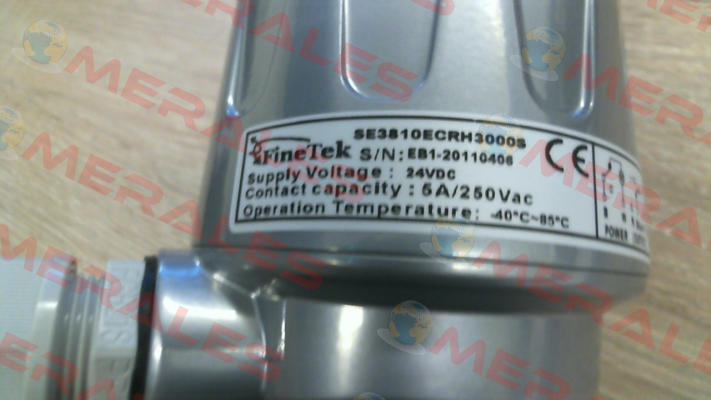 SE3810ECRH3000S
FineTek S/N: EB1-20110406
Supply Voltage : 24VDC
Contact capacity : 5A/250Vac
Operation Temperature: -40°C~85°C
CE
POWER
MERALES
MERALES
MERALES
MERALES